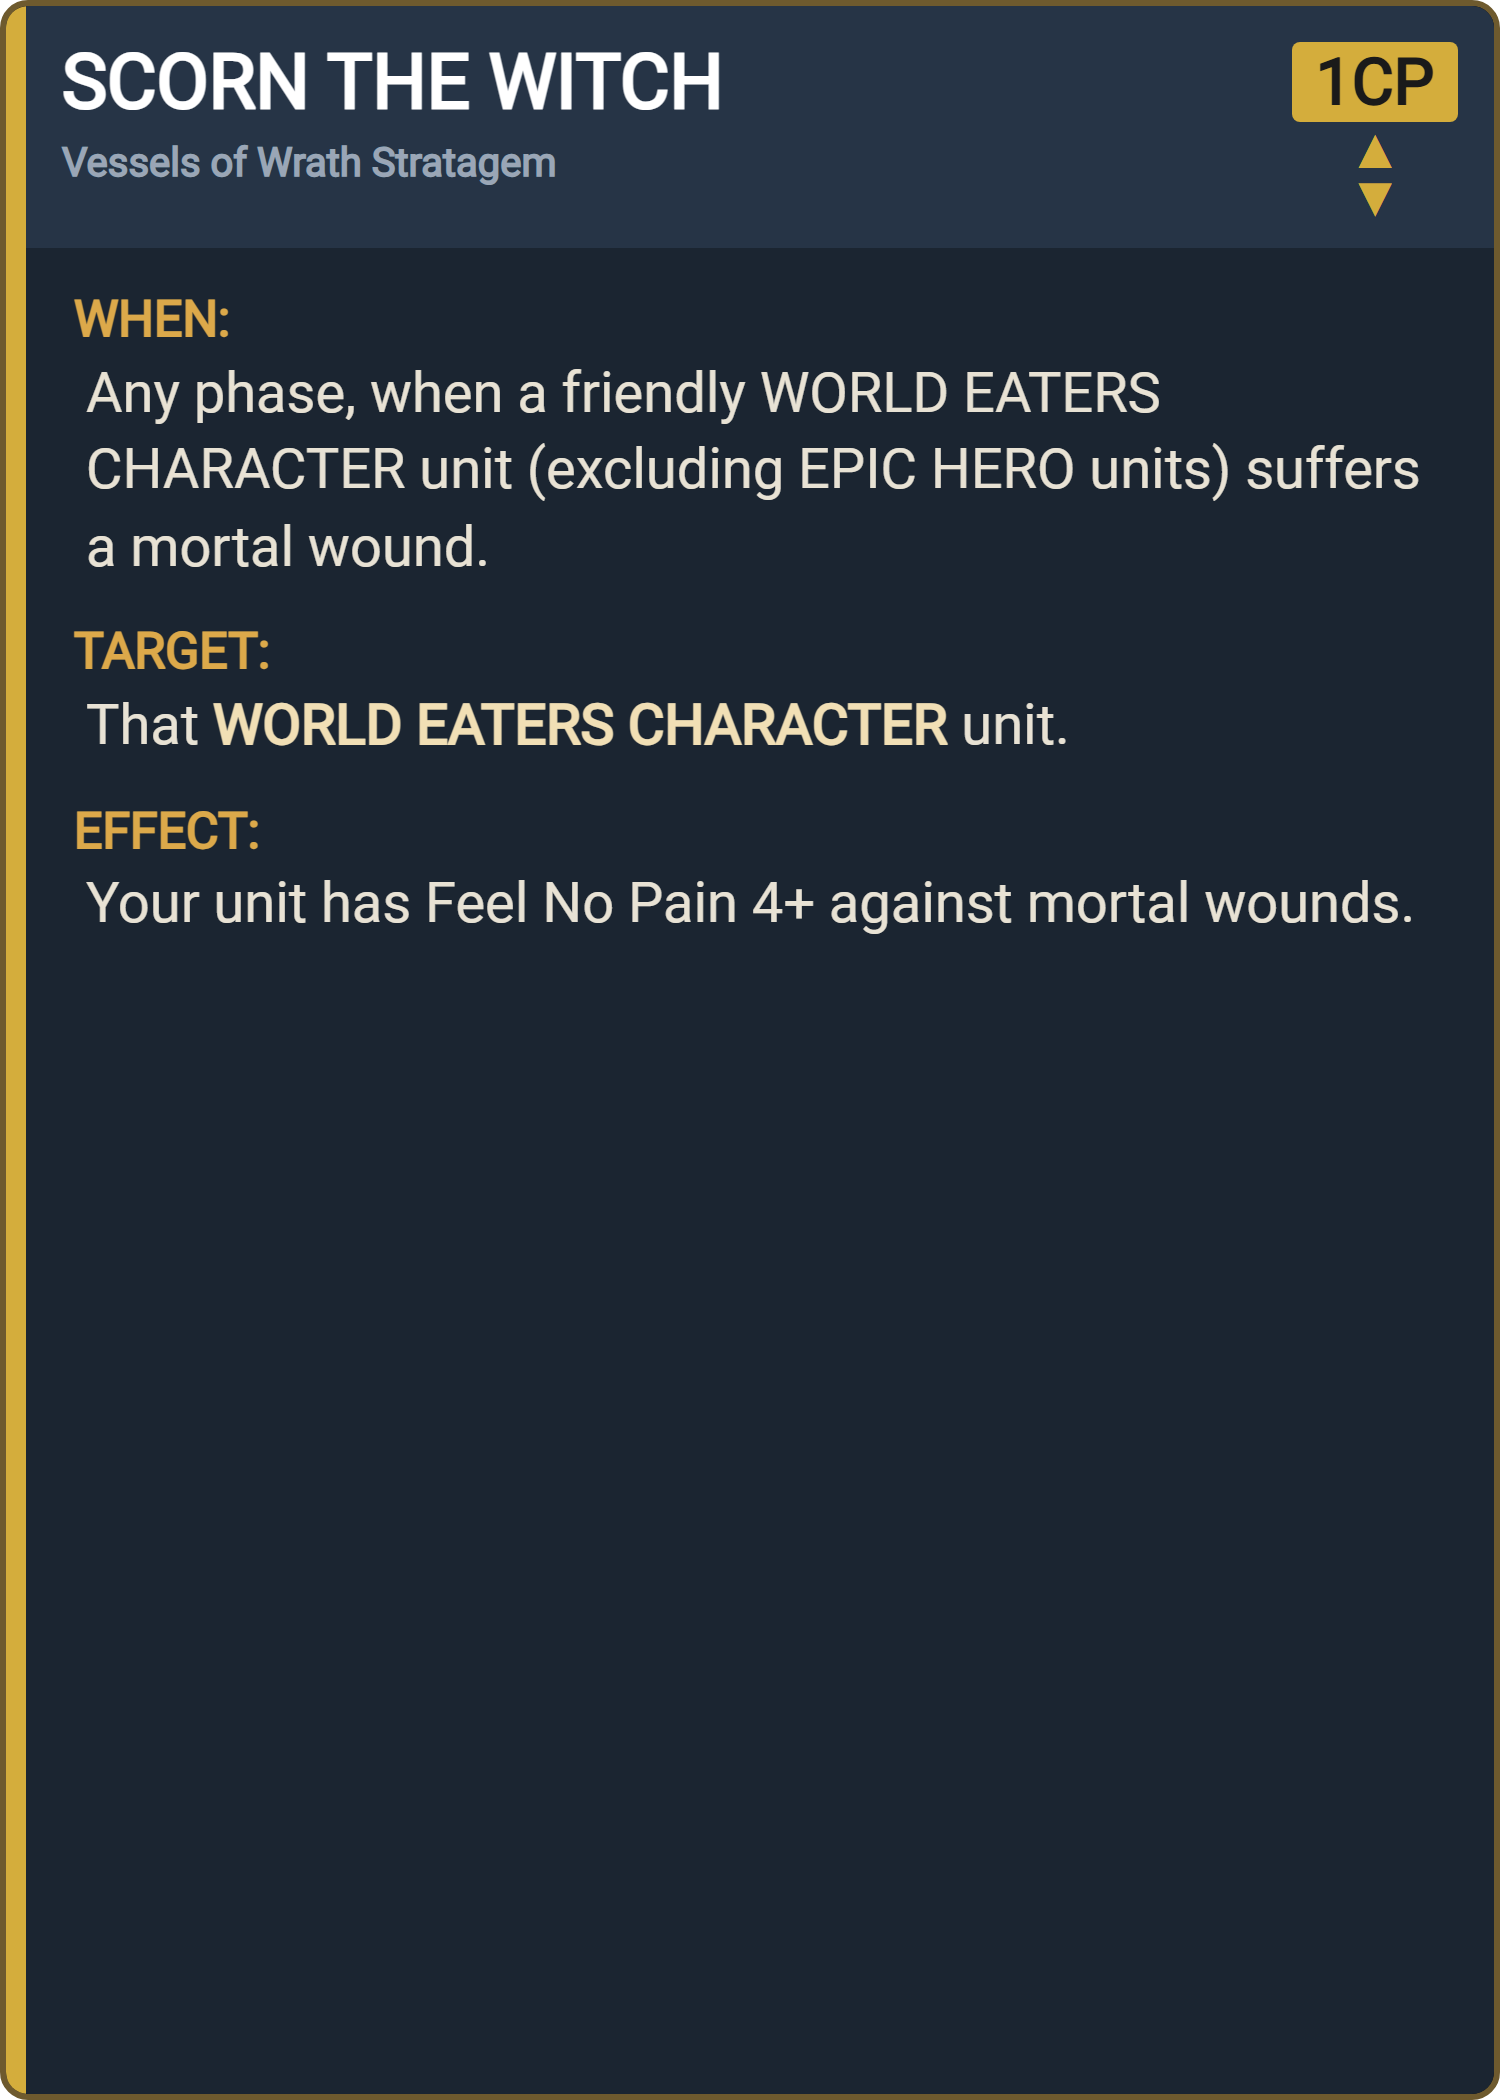 SCORN THE WITCH
Vessels of Wrath Stratagem
1CP
▲
▼
WHEN:
Any phase, when a friendly WORLD EATERS
CHARACTER unit (excluding EPIC HERO units) suffers
a mortal wound.
TARGET:
That WORLD EATERS CHARACTER unit.
EFFECT:
Your unit has Feel No Pain 4+ against mortal wounds.